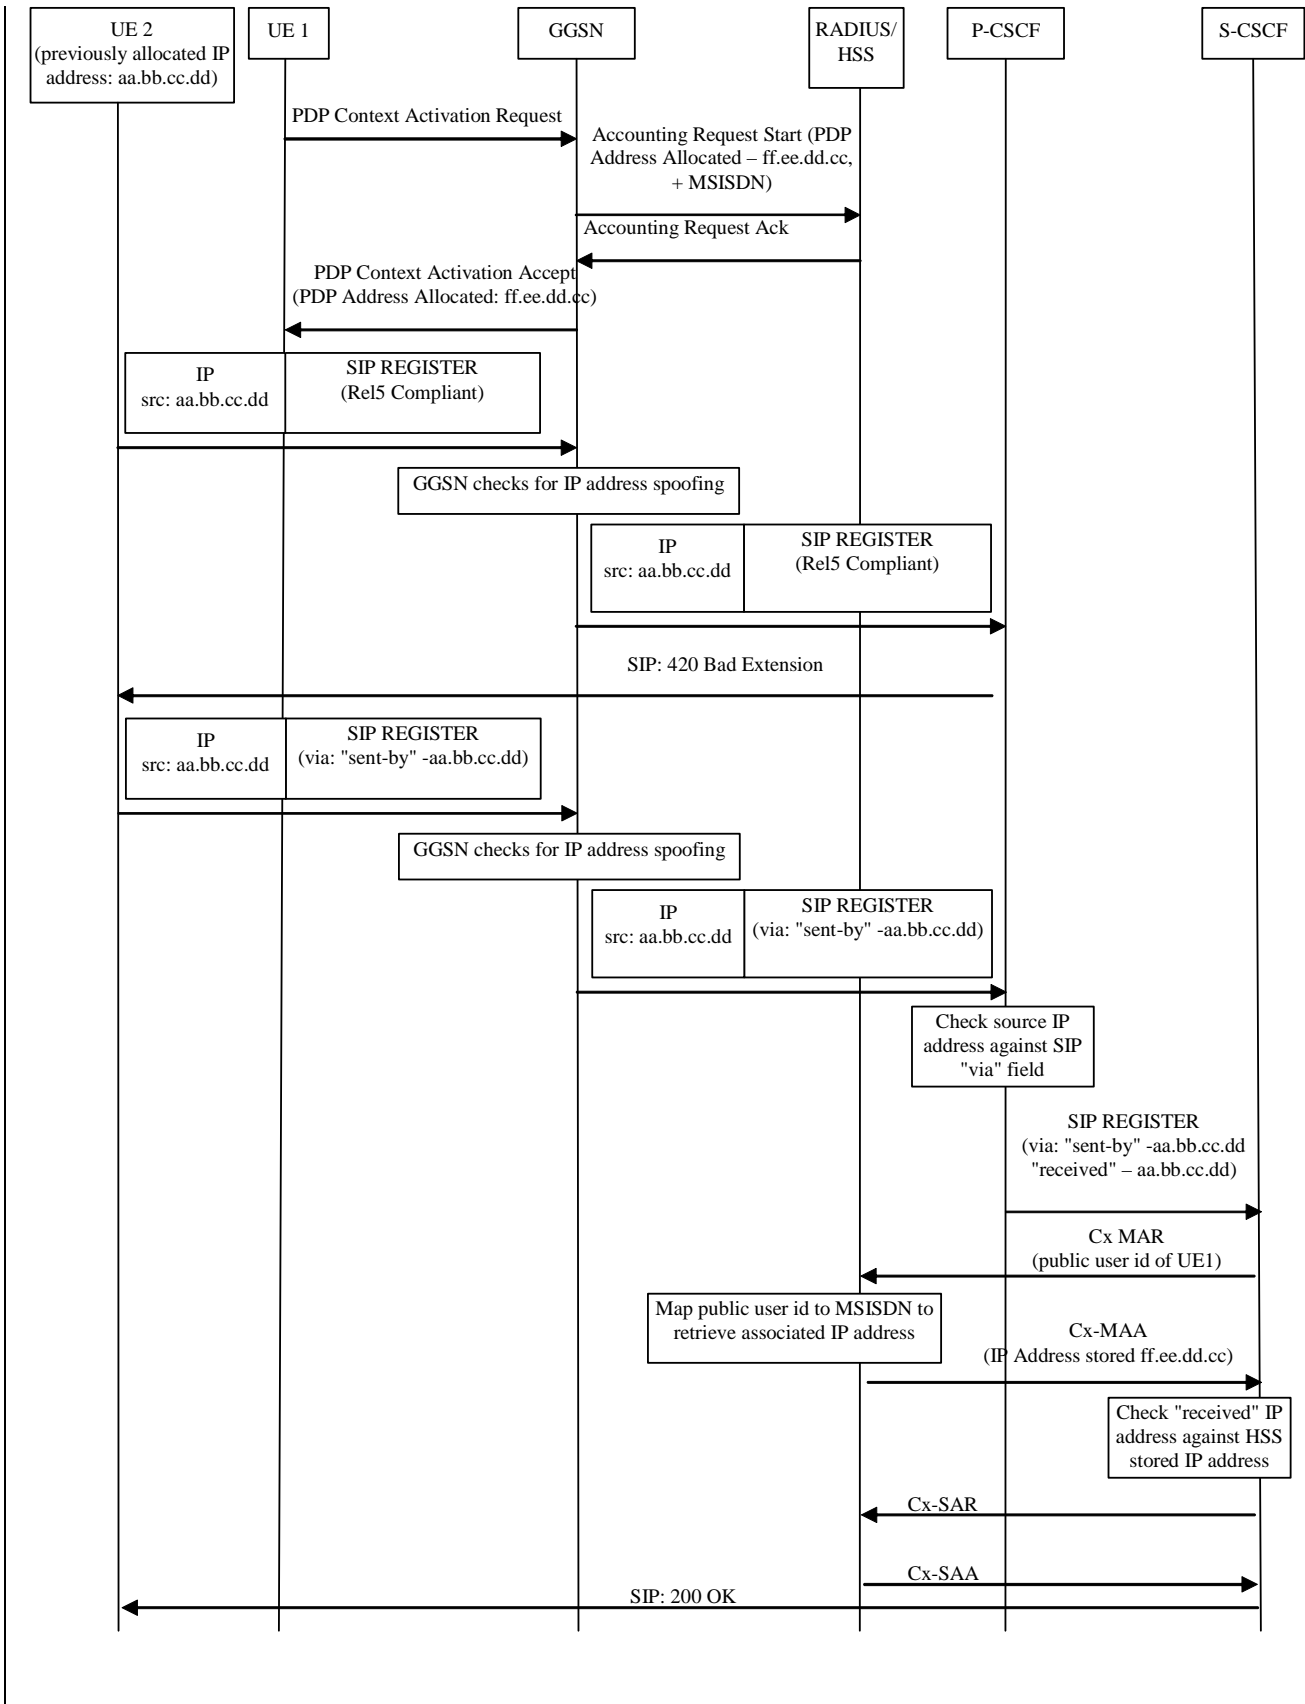 UE 2
(previously allocated IP
address: aa.bb.cc.dd)
UE 1
GGSN
RADIUS/
HSS
P-CSCF
S-CSCF
PDP Context Activation Request
Accounting Request Start (PDP
Address Allocated – ff.ee.dd.cc,
+ MSISDN)
Accounting Request Ack
PDP Context Activation Accept
(PDP Address Allocated: ff.ee.dd.cc)
IP
src: aa.bb.cc.dd
SIP REGISTER
(Rel5 Compliant)
GGSN checks for IP address spoofing
IP
src: aa.bb.cc.dd
SIP REGISTER
(Rel5 Compliant)
SIP: 420 Bad Extension
IP
src: aa.bb.cc.dd
SIP REGISTER
(via: "sent-by" -aa.bb.cc.dd)
GGSN checks for IP address spoofing
IP
src: aa.bb.cc.dd
SIP REGISTER
(via: "sent-by" -aa.bb.cc.dd)
Check source IP
address against SIP
"via" field
SIP REGISTER
(via: "sent-by" -aa.bb.cc.dd
"received" – aa.bb.cc.dd)
Cx MAR
(public user id of UE1)
Map public user id to MSISDN to
retrieve associated IP address
Cx-MAA
(IP Address stored ff.ee.dd.cc)
Check "received" IP
address against HSS
stored IP address
Cx-SAR
Cx-SAA
SIP: 200 OK